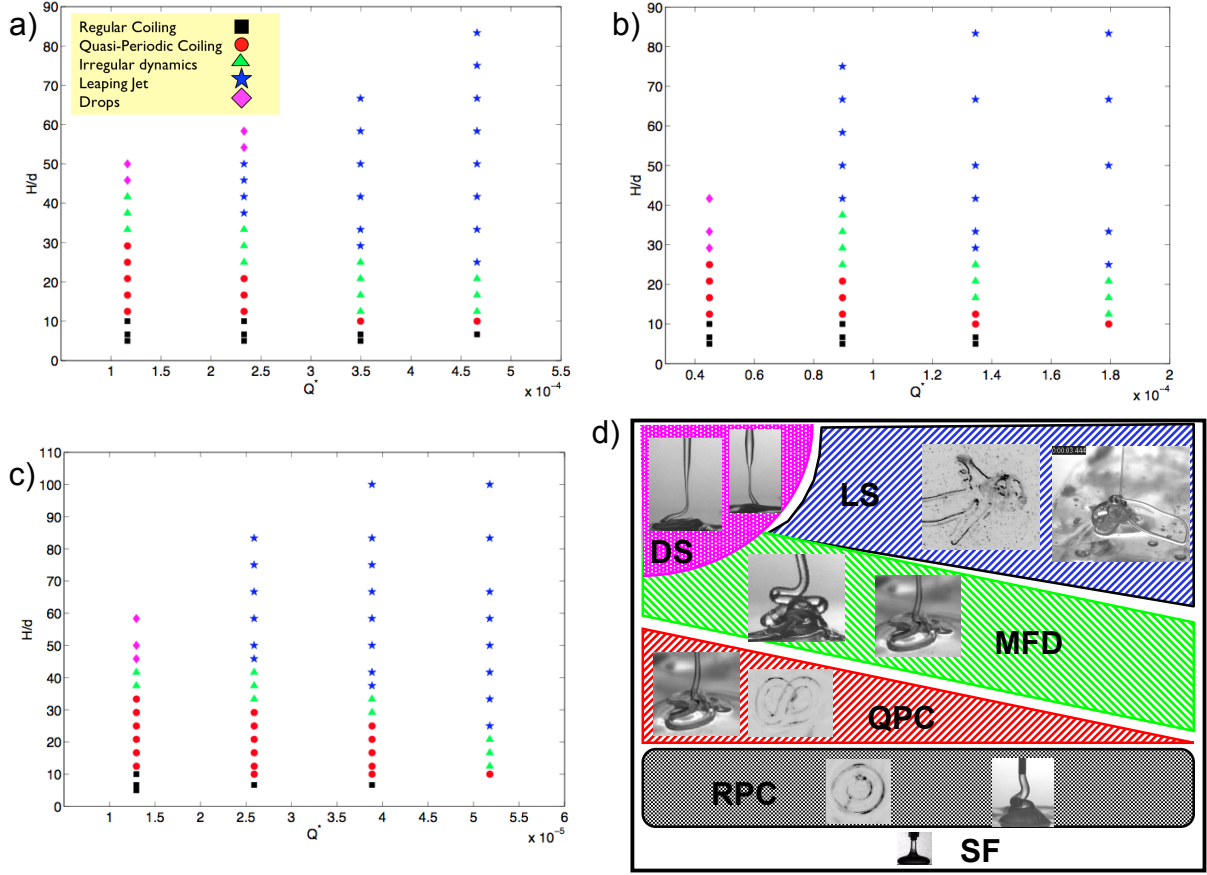 a)
Regular Coiling
Quasi-Periodic Coiling
Irregular dynamics
Leaping Jet
Drops
H/d
90
80
70
60
50
40
30
20
10
0
1 1.5 2 2.5 3 3.5 4 4.5 5 5.5
Q*
x 10⁻⁴
b)
H/d
90
80
70
60
50
40
30
20
10
0
0.4 0.6 0.8 1 1.2 1.4 1.6 1.8 2
Q*
x 10⁻⁴
c)
H/d
110
100
90
80
70
60
50
40
30
20
10
0
1 1.5 2 2.5 3 3.5 4 4.5 5 5.5 6
Q*
x 10⁻⁵
d)
0:00:03.444
DS
LS
MFD
QPC
RPC
SF